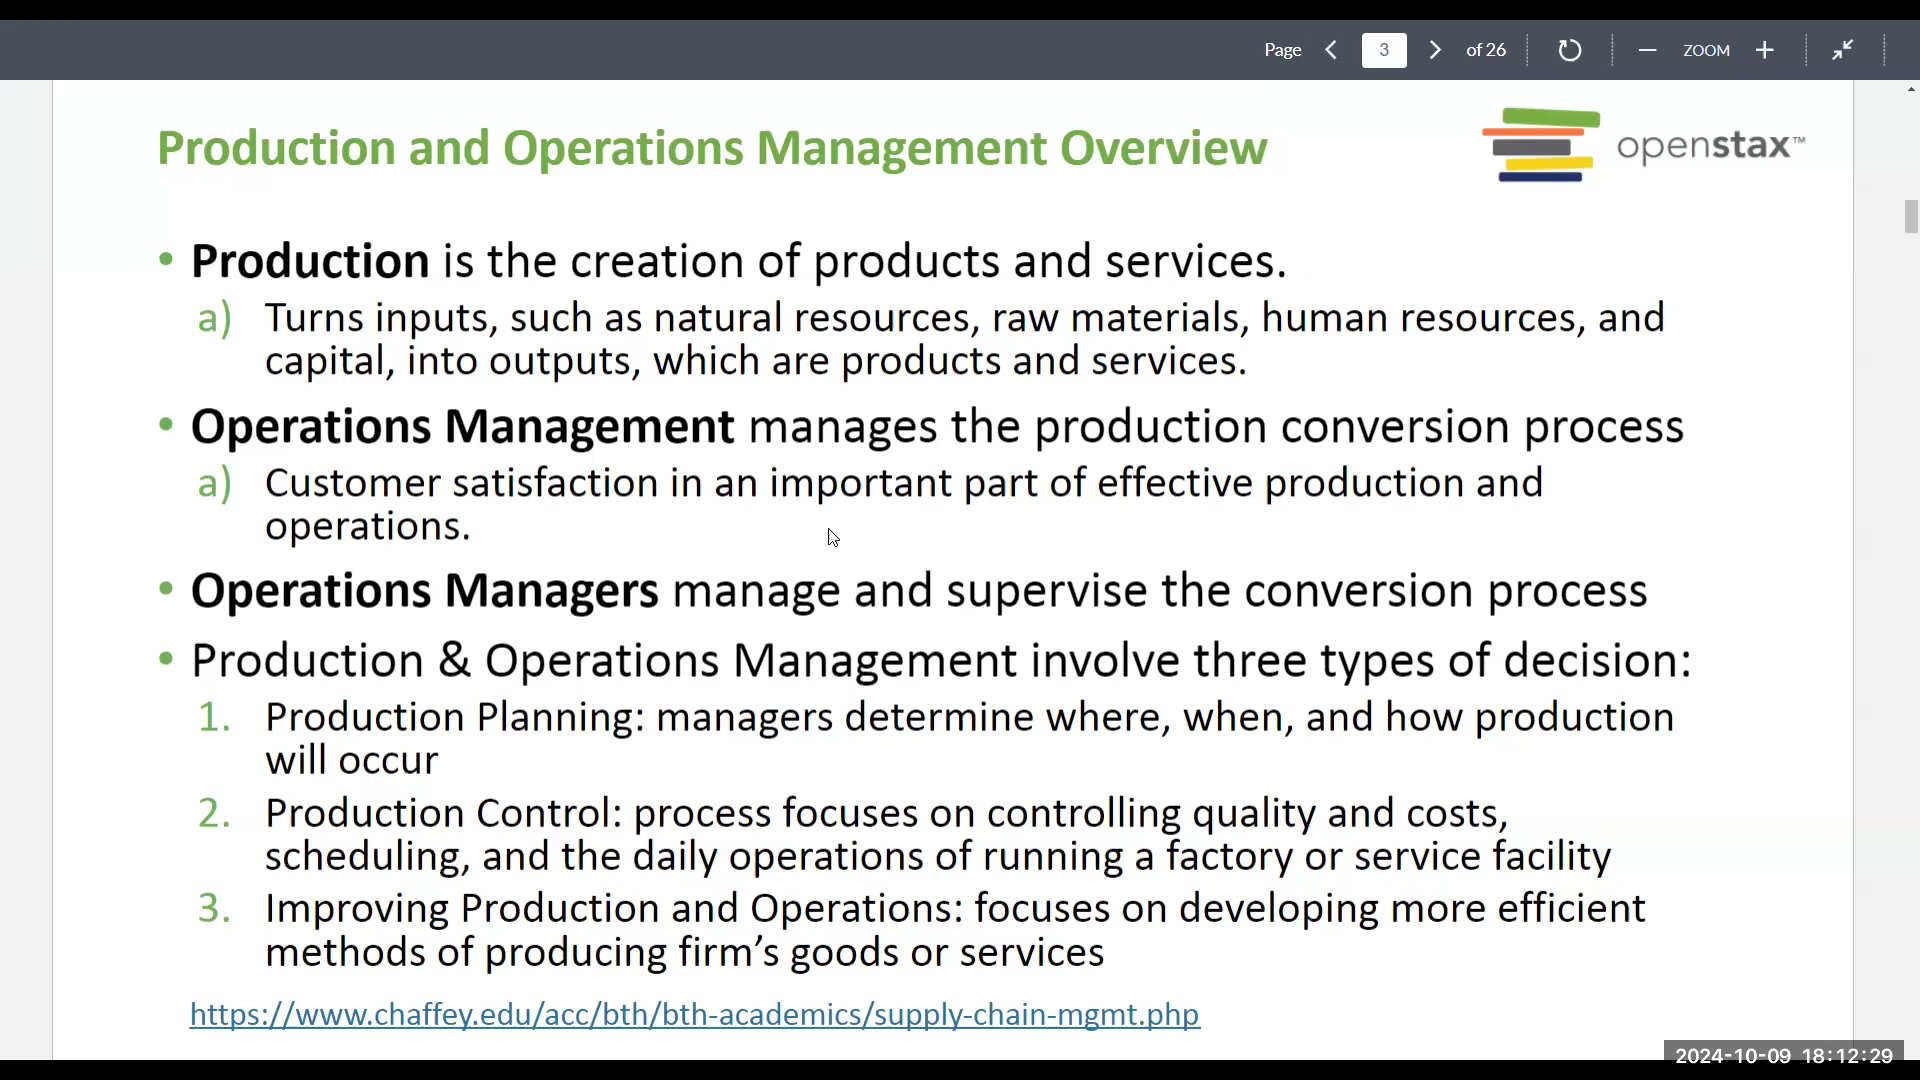 Page 3 of 26 ZOOM
Production and Operations Management Overview
openstax™
• Production is the creation of products and services.
a) Turns inputs, such as natural resources, raw materials, human resources, and
capital, into outputs, which are products and services.
• Operations Management manages the production conversion process
a) Customer satisfaction in an important part of effective production and
operations.
• Operations Managers manage and supervise the conversion process
• Production & Operations Management involve three types of decision:
1. Production Planning: managers determine where, when, and how production
will occur
2. Production Control: process focuses on controlling quality and costs,
scheduling, and the daily operations of running a factory or service facility
3. Improving Production and Operations: focuses on developing more efficient
methods of producing firm’s goods or services
https://www.chaffey.edu/acc/bth/bth-academics/supply-chain-mgmt.php
2024-10-09 18:12:29